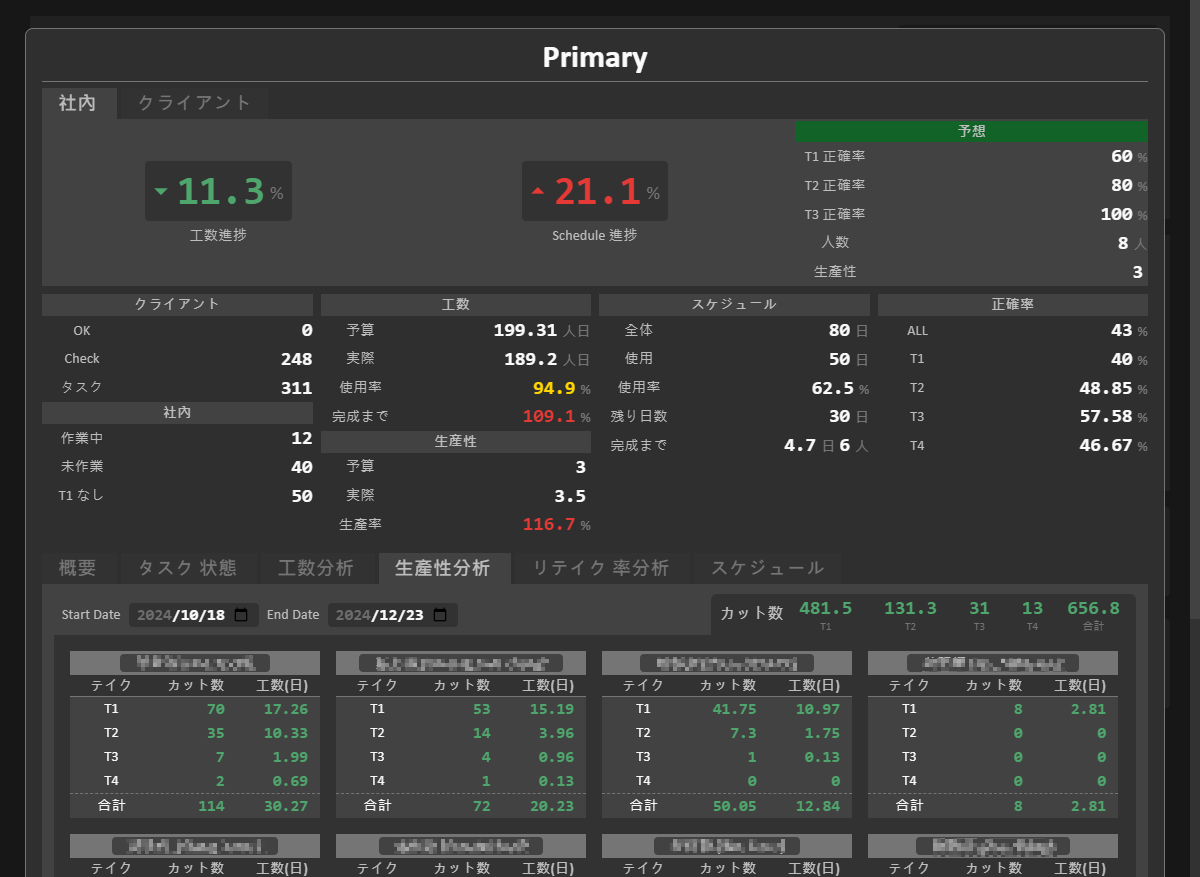 Primary
社內 クライアント
予想
T1 正確率 60 %
T2 正確率 80 %
T3 正確率 100 %
人数 8 人
生產性 3
11.3 %
工数進捗
21.1 %
Schedule 進捗
クライアント
OK 0
Check 248
タスク 311
社內
作業中 12
未作業 40
T1 なし 50
工数
予算 199.31 人日
実際 189.2 人日
使用率 94.9 %
完成まで 109.1 %
生產性
予算 3
実際 3.5
生產率 116.7 %
スケジュール
全体 80 日
使用 50 日
使用率 62.5 %
残り日数 30 日
完成まで 4.7 日 6 人
正確率
ALL 43 %
T1 40 %
T2 48.85 %
T3 57.58 %
T4 46.67 %
概要 タスク 状態 工数分析 生產性分析 リテイク 率分析 スケジュール
Start Date 2024/10/18 End Date 2024/12/23
カット数 481.5 131.3 31 13 656.8
T1 T2 T3 T4 合計
テイク カット数 工数(日)
T1 70 17.26
T2 35 10.33
T3 7 1.99
T4 2 0.69
合計 114 30.27
テイク カット数 工数(日)
T1 53 15.19
T2 14 3.96
T3 4 0.96
T4 1 0.13
合計 72 20.23
テイク カット数 工数(日)
T1 41.75 10.97
T2 7.3 1.75
T3 1 0.13
T4 0 0
合計 50.05 12.84
テイク カット数 工数(日)
T1 8 2.81
T2 0 0
T3 0 0
T4 0 0
合計 8 2.81
テイク カット数 工数(日)
テイク カット数 工数(日)
テイク カット数 工数(日)
テイク カット数 工数(日)